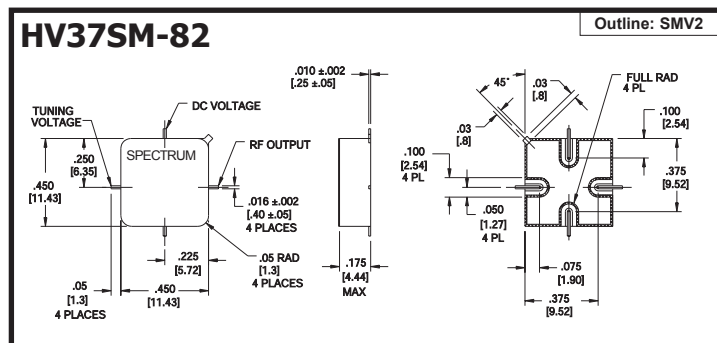 HV37SM-82
Outline: SMV2
.010 ±.002
[.25 ±.05]
45°
.03
[.8]
FULL RAD
4 PL
TUNING
VOLTAGE
DC VOLTAGE
.100
[2.54]
.03
[.8]
RF OUTPUT
SPECTRUM
.250
[6.35]
.450
[11.43]
.100
[2.54]
4 PL
.375
[9.52]
.016 ±.002
[.40 ±.05]
4 PLACES
.050
[1.27]
4 PL
.225
[5.72]
.05 RAD
[1.3]
4 PLACES
.175
[4.44]
MAX
.075
[1.90]
.05
[1.3]
4 PLACES
.450
[11.43]
.375
[9.52]